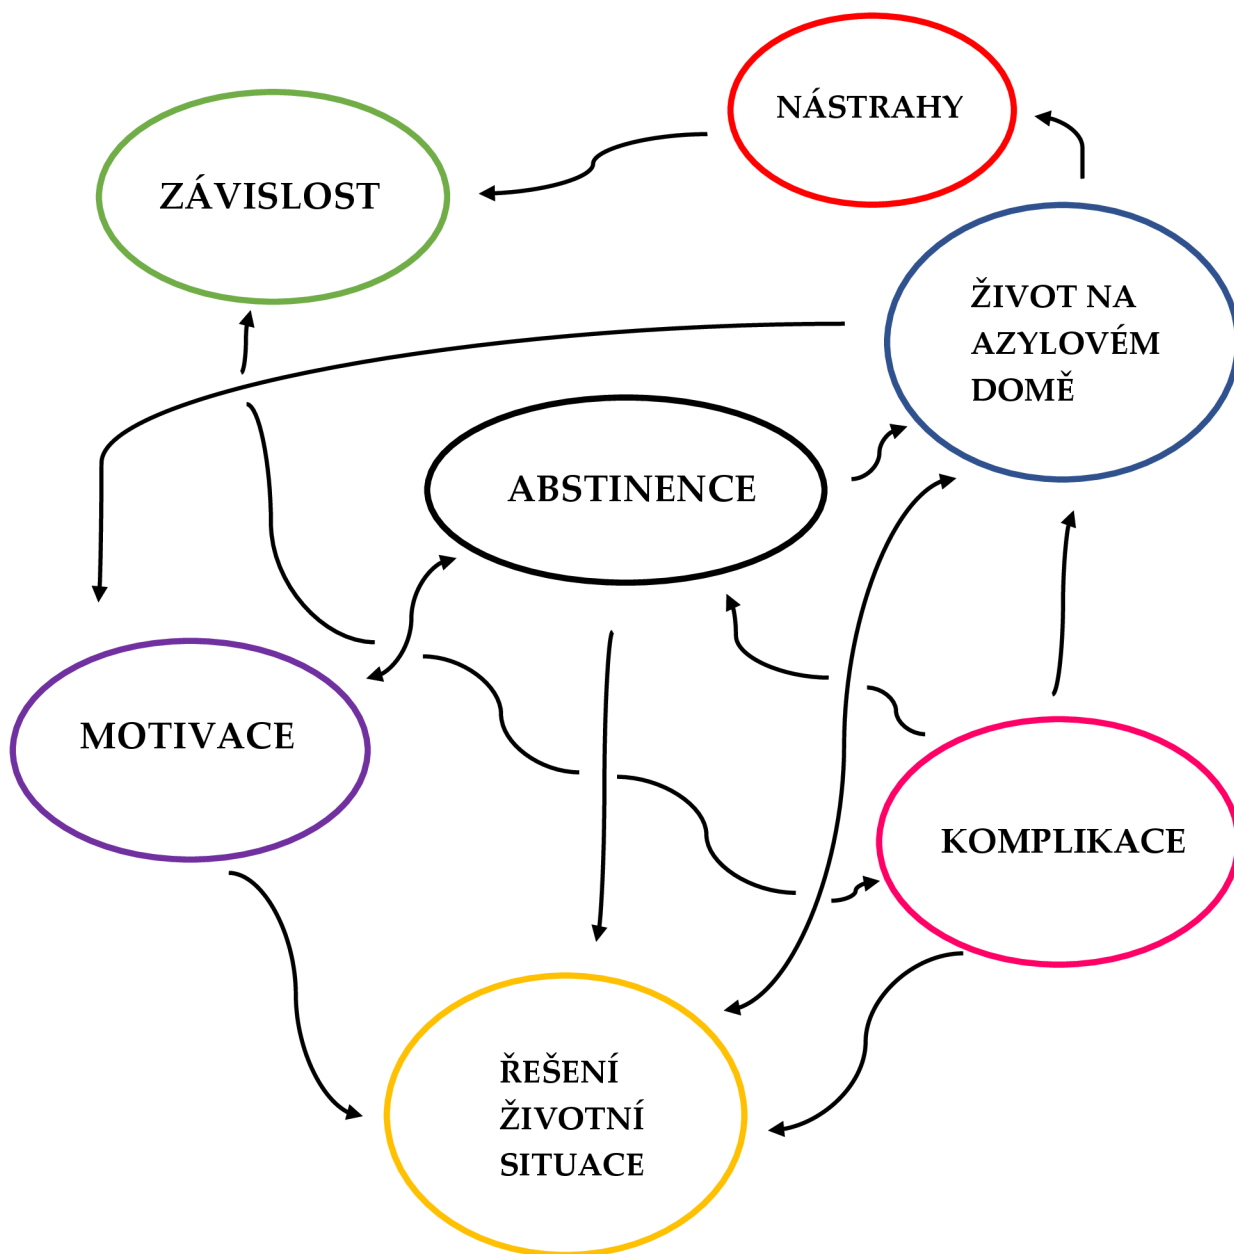 NÁSTRAHY
ZÁVISLOST
ŽIVOT NA
AZYLOVÉM
DOMĚ
ABSTINENCE
MOTIVACE
KOMPLIKACE
ŘEŠENÍ
ŽIVOTNÍ
SITUACE